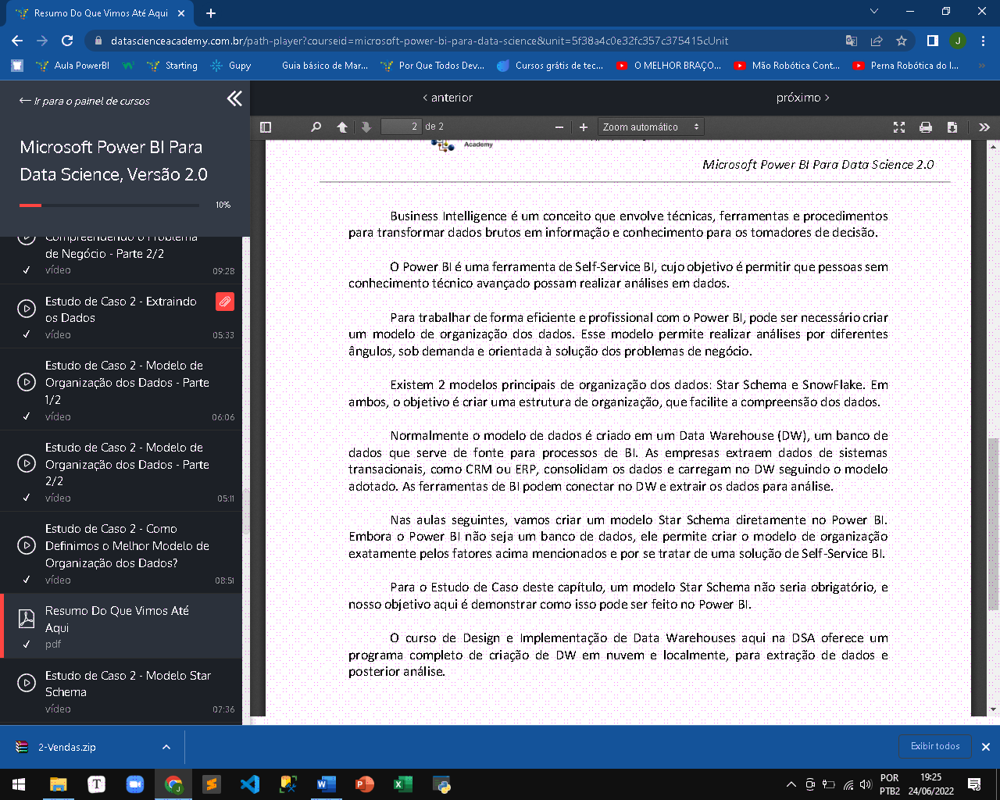 Resumo Do Que Vimos Até Aqui
datascienceacademy.com.br/path-player?courseid=microsoft-power-bi-para-data-science&unit=5f38a4c0e32fc357c375415cUnit
J
Aula PowerBI
Starting
Gupy
Guia básico de Mar...
Por Que Todos Dev...
Cursos grátis de tec...
O MELHOR BRAÇO...
Mão Robótica Cont...
Perna Robótica do I...
Ir para o painel de cursos
Microsoft Power BI Para
Data Science, Versão 2.0
10%
Compreendendo o Problema
de Negócio - Parte 2/2
vídeo
09:28
Estudo de Caso 2 - Extraindo
os Dados
vídeo
05:33
Estudo de Caso 2 - Modelo de
Organização dos Dados - Parte
1/2
vídeo
06:06
Estudo de Caso 2 - Modelo de
Organização dos Dados - Parte
2/2
vídeo
05:11
Estudo de Caso 2 - Como
Definimos o Melhor Modelo de
Organização dos Dados?
vídeo
08:51
Resumo Do Que Vimos Até
Aqui
pdf
Estudo de Caso 2 - Modelo Star
Schema
vídeo
07:36
< anterior
próximo >
2 de 2
Zoom automático
Academy
Microsoft Power BI Para Data Science 2.0
Business Intelligence é um conceito que envolve técnicas, ferramentas e procedimentos
para transformar dados brutos em informação e conhecimento para os tomadores de decisão.
O Power BI é uma ferramenta de Self-Service BI, cujo objetivo é permitir que pessoas sem
conhecimento técnico avançado possam realizar análises em dados.
Para trabalhar de forma eficiente e profissional com o Power BI, pode ser necessário criar
um modelo de organização dos dados. Esse modelo permite realizar análises por diferentes
ângulos, sob demanda e orientada à solução dos problemas de negócio.
Existem 2 modelos principais de organização dos dados: Star Schema e SnowFlake. Em
ambos, o objetivo é criar uma estrutura de organização, que facilite a compreensão dos dados.
Normalmente o modelo de dados é criado em um Data Warehouse (DW), um banco de
dados que serve de fonte para processos de BI. As empresas extraem dados de sistemas
transacionais, como CRM ou ERP, consolidam os dados e carregam no DW seguindo o modelo
adotado. As ferramentas de BI podem conectar no DW e extrair os dados para análise.
Nas aulas seguintes, vamos criar um modelo Star Schema diretamente no Power BI.
Embora o Power BI não seja um banco de dados, ele permite criar o modelo de organização
exatamente pelos fatores acima mencionados e por se tratar de uma solução de Self-Service BI.
Para o Estudo de Caso deste capítulo, um modelo Star Schema não seria obrigatório, e
nosso objetivo aqui é demonstrar como isso pode ser feito no Power BI.
O curso de Design e Implementação de Data Warehouses aqui na DSA oferece um
programa completo de criação de DW em nuvem e localmente, para extração de dados e
posterior análise.
2-Vendas.zip
Exibir todos
POR
PTB2
19:25
24/06/2022